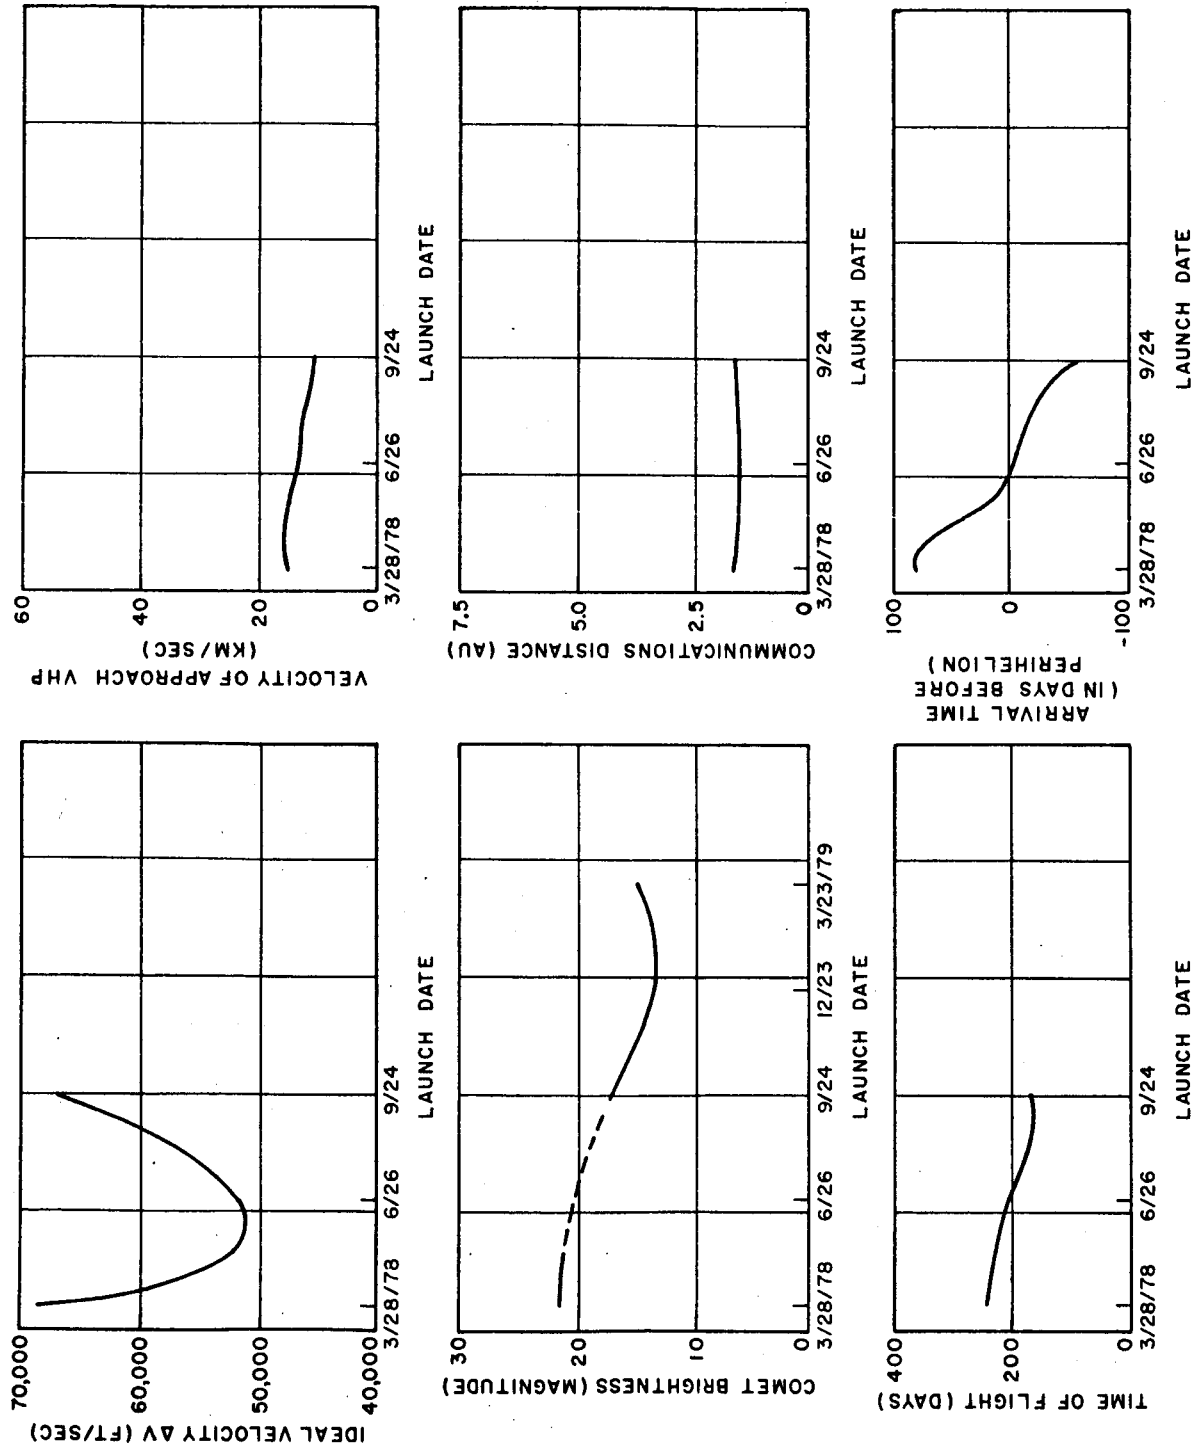 IDEAL VELOCITY ΔV (FT/SEC)
70,000
60,000
50,000
40,000
3/28/78 6/26 9/24
LAUNCH DATE
VELOCITY OF APPROACH VHP
(KM/SEC)
60
40
20
0
3/28/78 6/26 9/24
LAUNCH DATE
COMET BRIGHTNESS (MAGNITUDE)
30
20
10
0
3/28/78 6/26 9/24 12/23 3/23/79
LAUNCH DATE
COMMUNICATIONS DISTANCE (AU)
7.5
5.0
2.5
0
3/28/78 6/26 9/24
LAUNCH DATE
TIME OF FLIGHT (DAYS)
400
200
0
3/28/78 6/26 9/24
LAUNCH DATE
ARRIVAL TIME
(IN DAYS BEFORE
PERIHELION)
100
0
-100
3/28/78 6/26 9/24
LAUNCH DATE